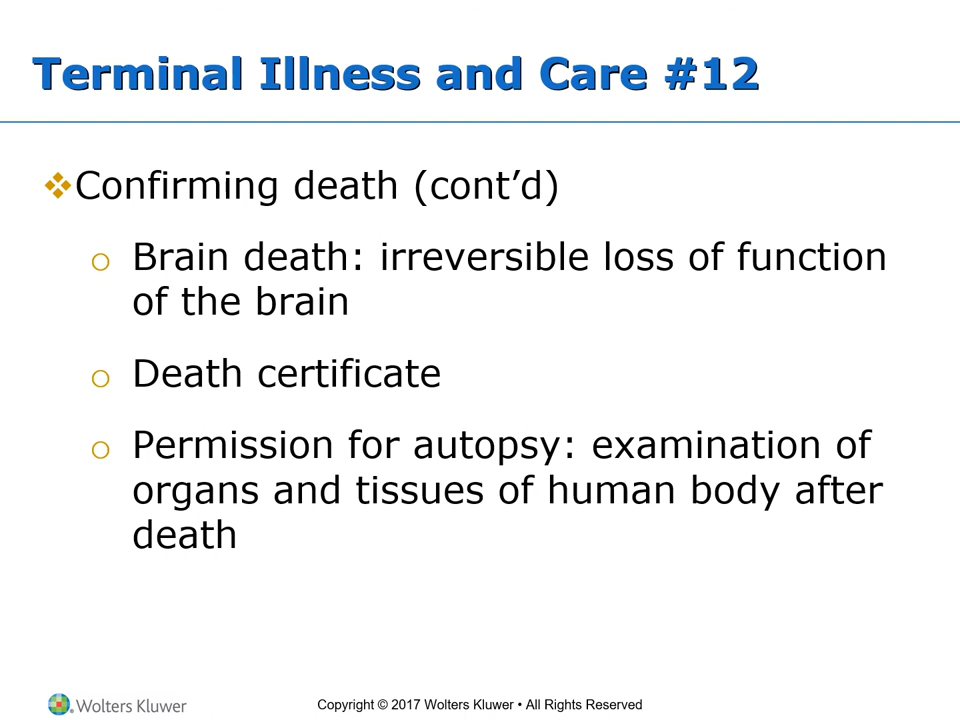 Terminal Illness and Care #12
❖Confirming death (cont’d)
o Brain death: irreversible loss of function
of the brain
o Death certificate
o Permission for autopsy: examination of
organs and tissues of human body after
death
Wolters Kluwer
Copyright © 2017 Wolters Kluwer • All Rights Reserved